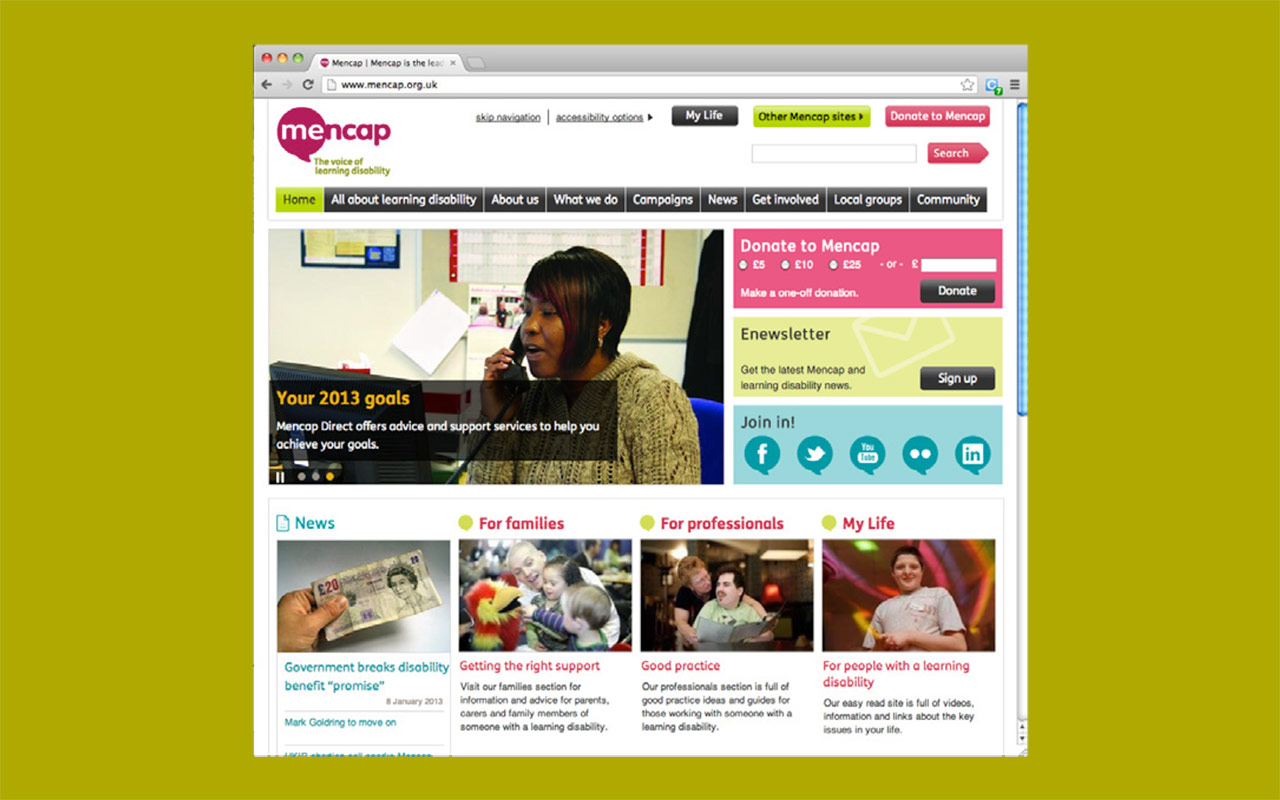 Mencap | Mencap is the lead
www.mencap.org.uk
mencap
The voice of
learning disability
skip navigation
accessibility options
My Life
Other Mencap sites
Donate to Mencap
Search
Home
All about learning disability
About us
What we do
Campaigns
News
Get involved
Local groups
Community
Your 2013 goals
Mencap Direct offers advice and support services to help you
achieve your goals.
Donate to Mencap
£5 £10 £25 - or - £
Make a one-off donation.
Donate
Enewsletter
Get the latest Mencap and
learning disability news.
Sign up
Join in!
f
You
Tube
in
News
£20
Government breaks disability
benefit “promise”
8 January 2013
Mark Goldring to move on
For families
Getting the right support
Visit our families section for
information and advice for parents,
carers and family members of
someone with a learning disability.
For professionals
Good practice
Our professionals section is full of
good practice ideas and guides for
those working with someone with a
learning disability.
My Life
For people with a learning
disability
Our easy read site is full of videos,
information and links about the key
issues in your life.